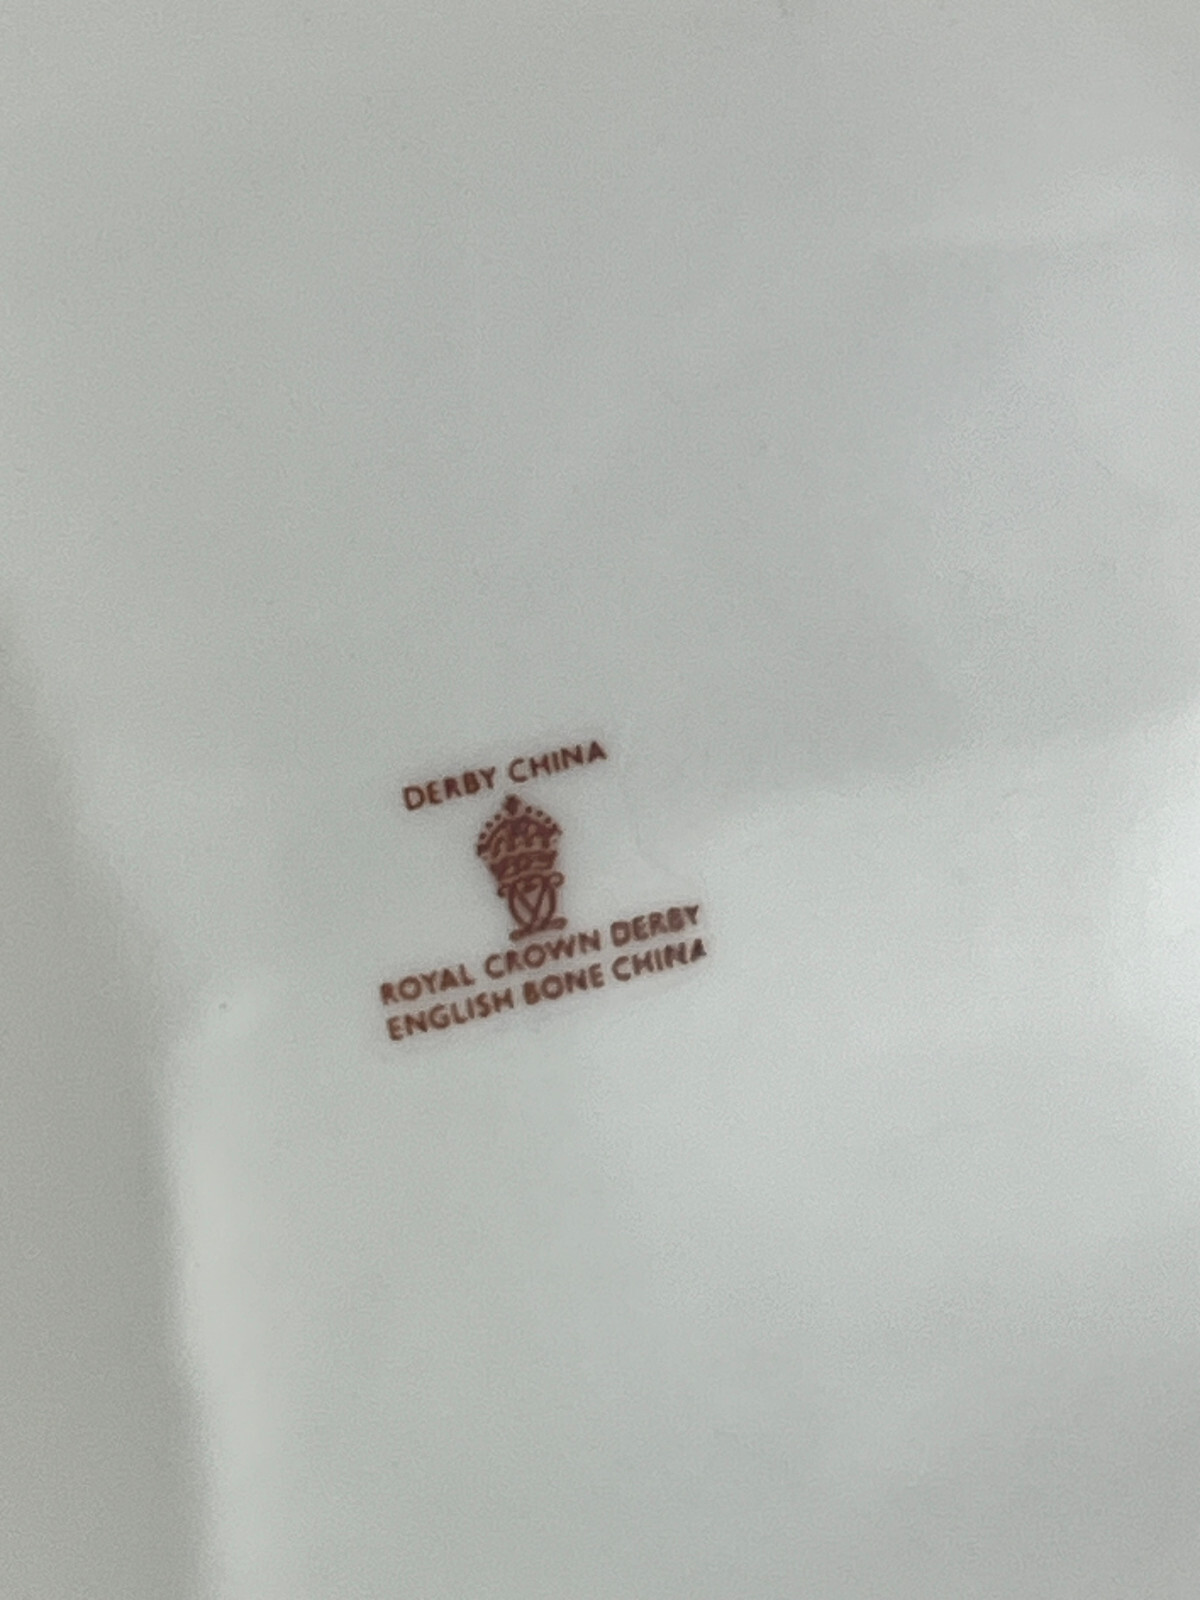 DERBY CHINA
ROYAL CROWN DERBY
ENGLISH BONE CHINA